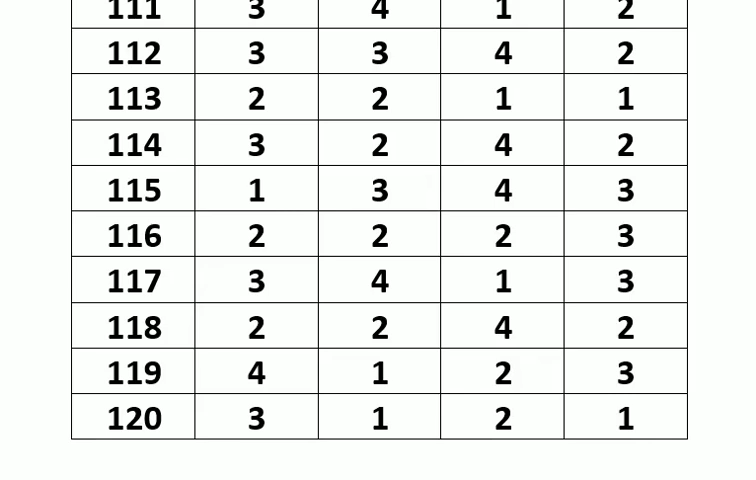 111 3 4 1 2
112 3 3 4 2
113 2 2 1 1
114 3 2 4 2
115 1 3 4 3
116 2 2 2 3
117 3 4 1 3
118 2 2 4 2
119 4 1 2 3
120 3 1 2 1